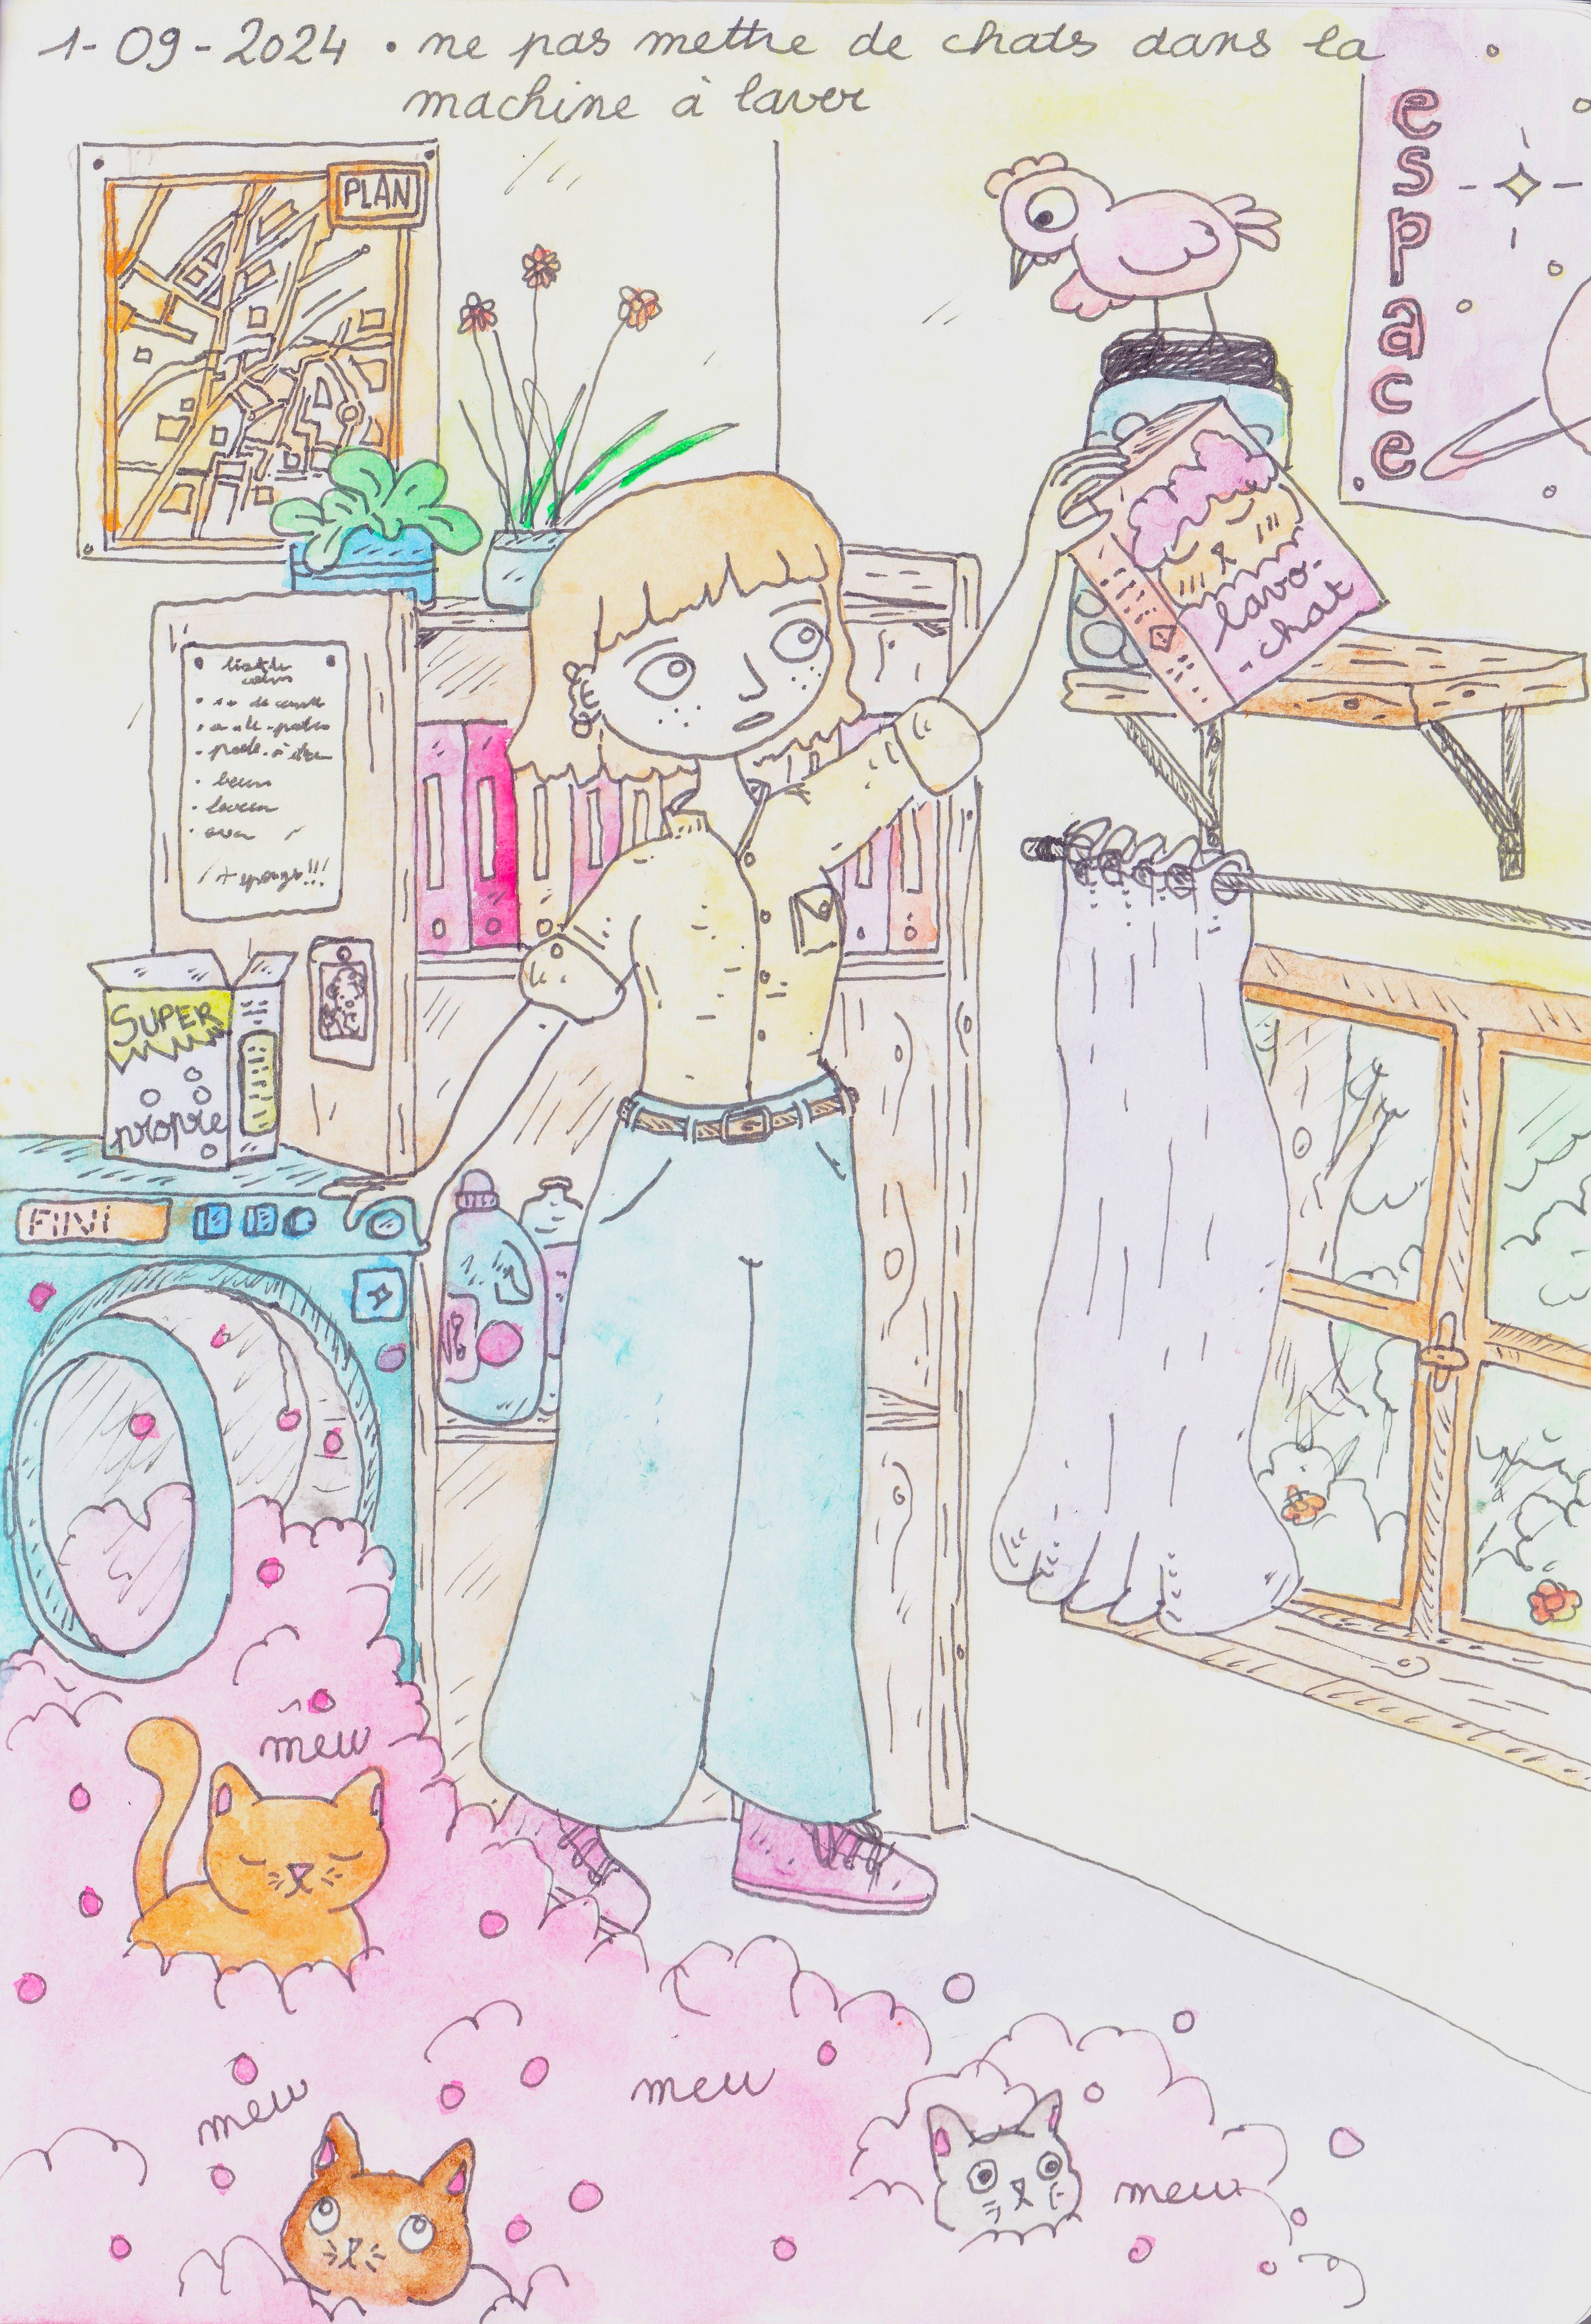 1-09-2024 • ne pas mettre de chats dans la
machine à laver
PLAN
espace
lavo-
-chat
SUPER
propre
FINI
mew
mew
mew
mew